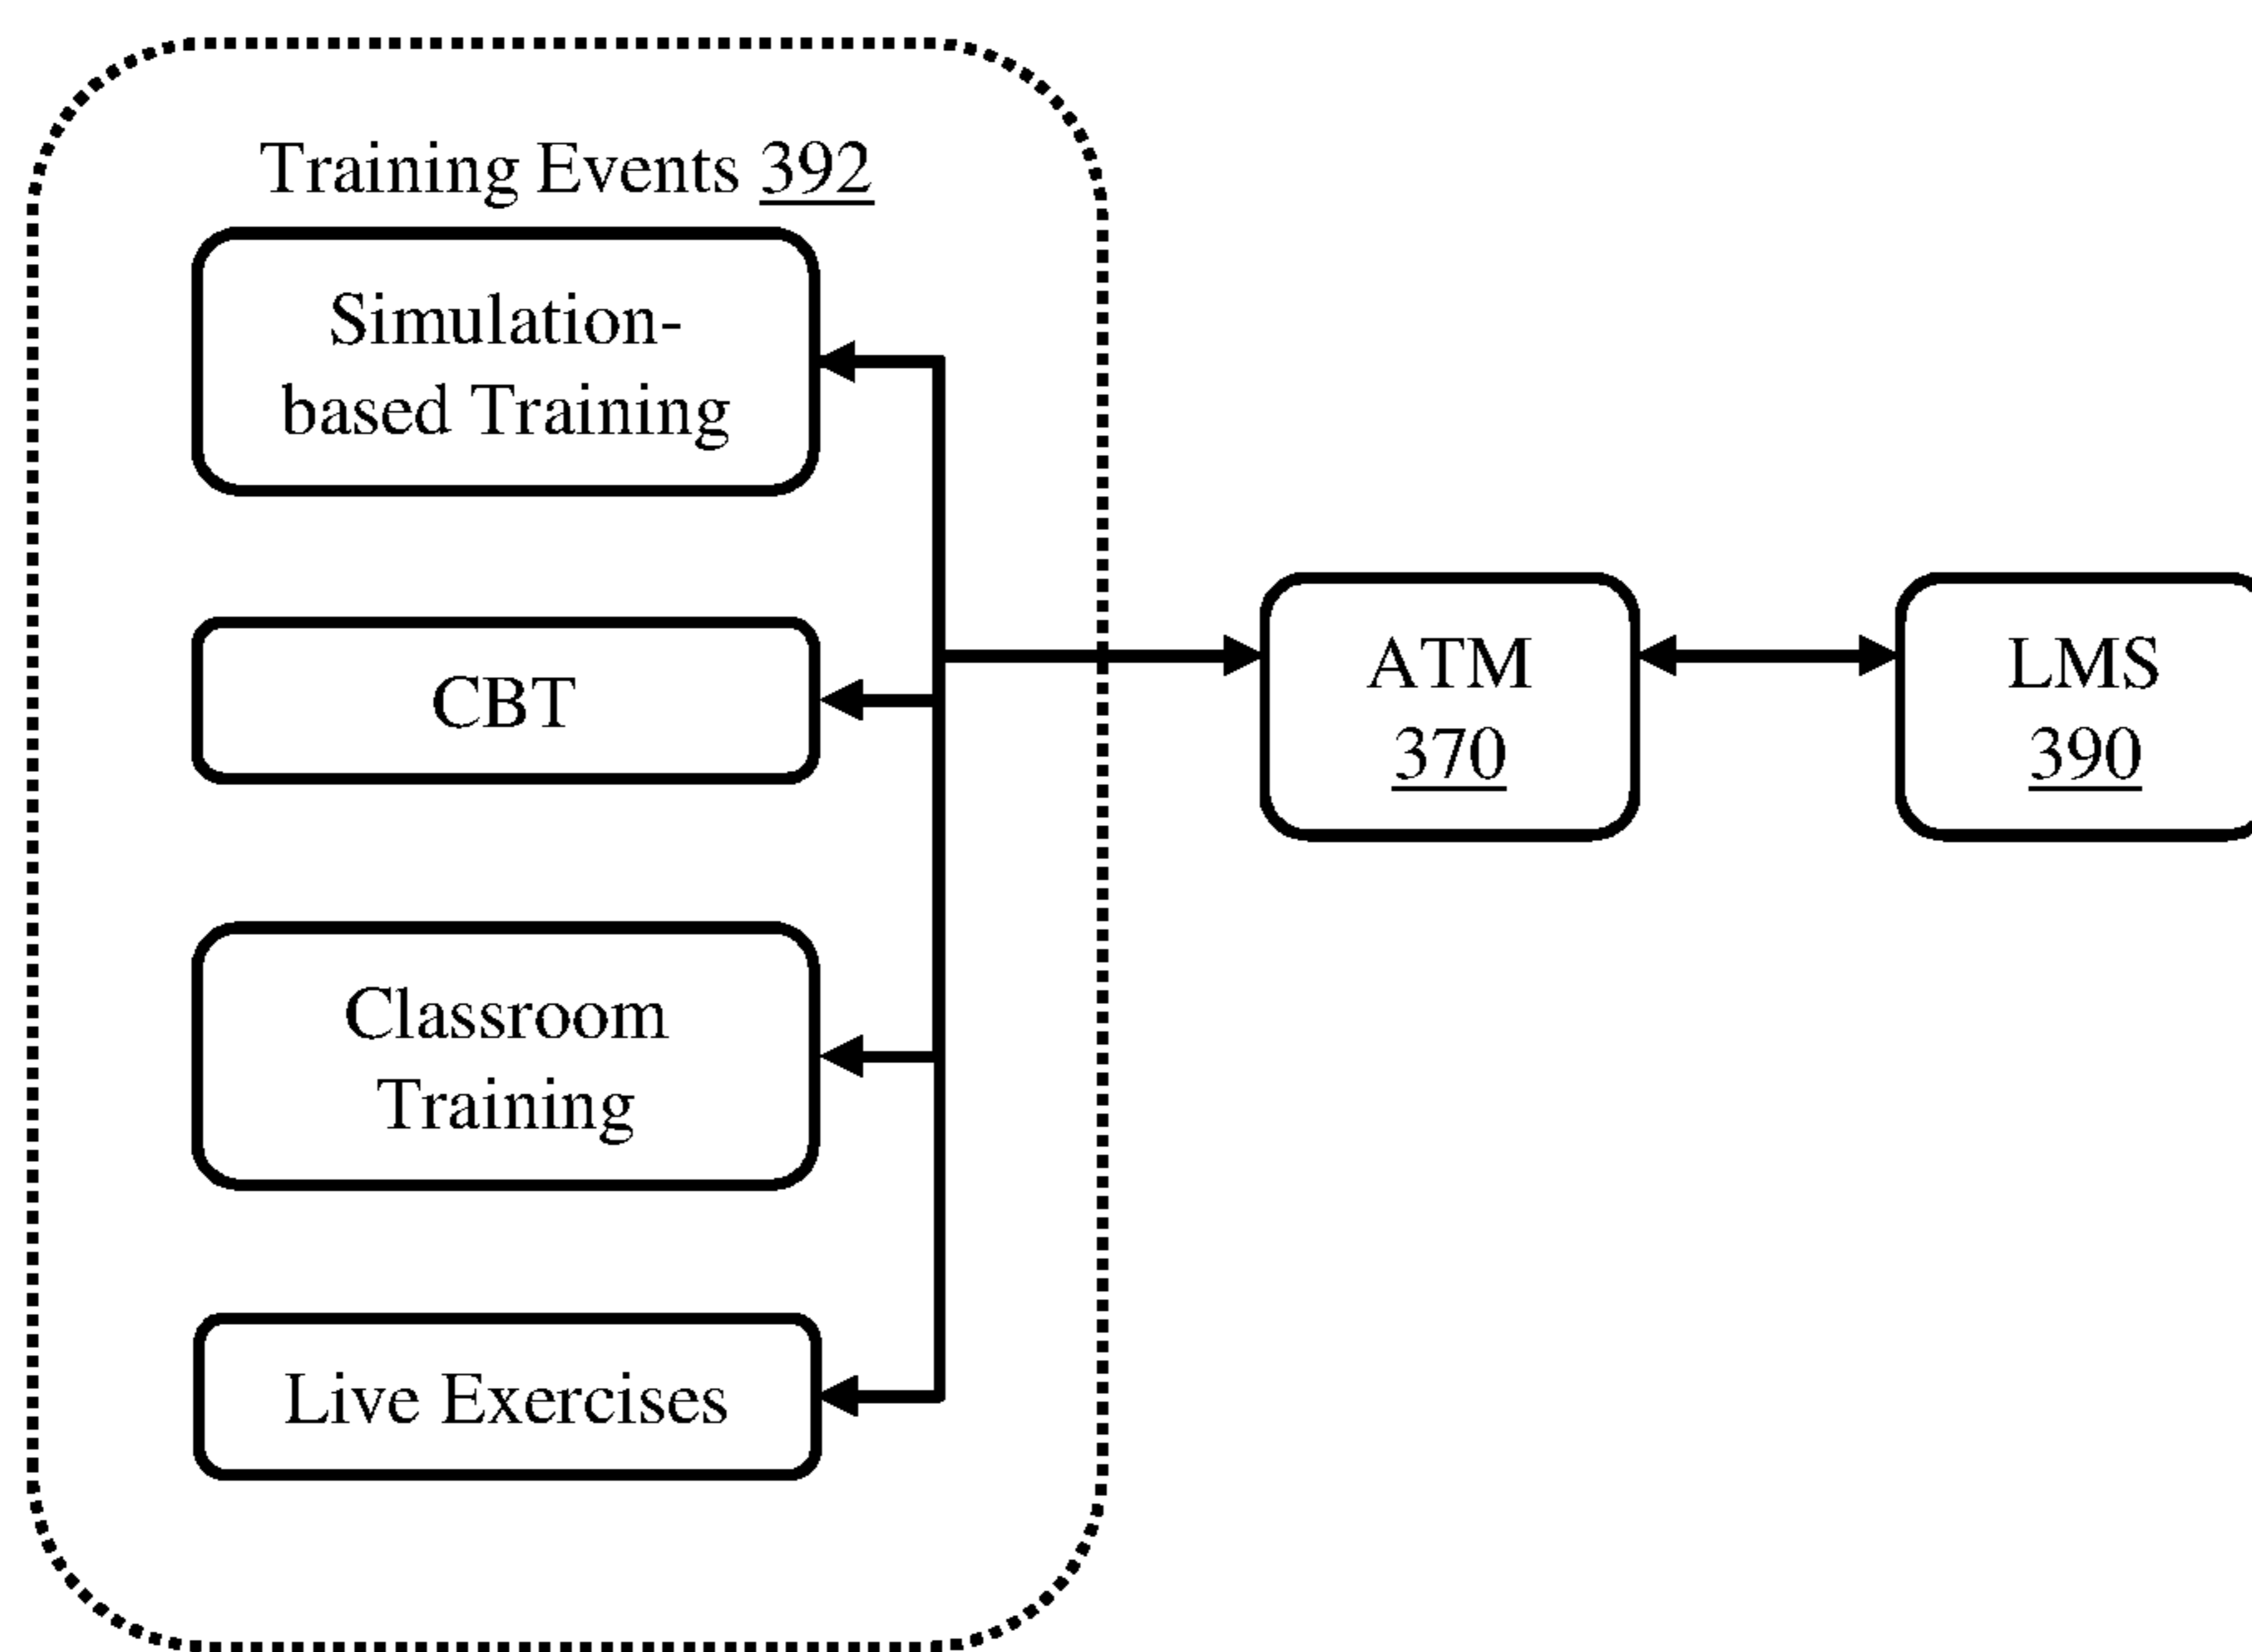 Training Events 392
Simulation-
based Training
CBT
Classroom
Training
Live Exercises
ATM
370
LMS
390